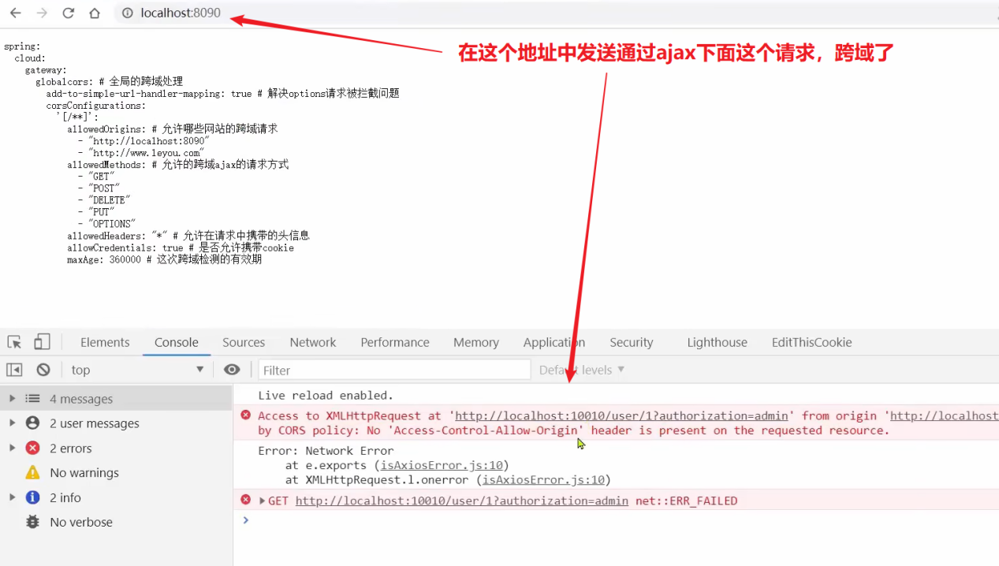 localhost:8090
在这个地址中发送通过ajax下面这个请求，跨域了
spring:
  cloud:
    gateway:
      globalcors: # 全局的跨域处理
        add-to-simple-url-handler-mapping: true # 解决options请求被拦截问题
        corsConfigurations:
          '[/**]':
            allowedOrigins: # 允许哪些网站的跨域请求
              - "http://localhost:8090"
              - "http://www.leyou.com"
            allowedMethods: # 允许的跨域ajax的请求方式
              - "GET"
              - "POST"
              - "DELETE"
              - "PUT"
              - "OPTIONS"
            allowedHeaders: "*" # 允许在请求中携带的头信息
            allowCredentials: true # 是否允许携带cookie
            maxAge: 360000 # 这次跨域检测的有效期
Elements Console Sources Network Performance Memory Application Security Lighthouse EditThisCookie
top Filter Default levels
4 messages
2 user messages
2 errors
No warnings
2 info
No verbose
Live reload enabled.
Access to XMLHttpRequest at 'http://localhost:10010/user/1?authorization=admin' from origin 'http://localhost
by CORS policy: No 'Access-Control-Allow-Origin' header is present on the requested resource.
Error: Network Error
    at e.exports (isAxiosError.js:10)
    at XMLHttpRequest.l.onerror (isAxiosError.js:10)
GET http://localhost:10010/user/1?authorization=admin net::ERR_FAILED